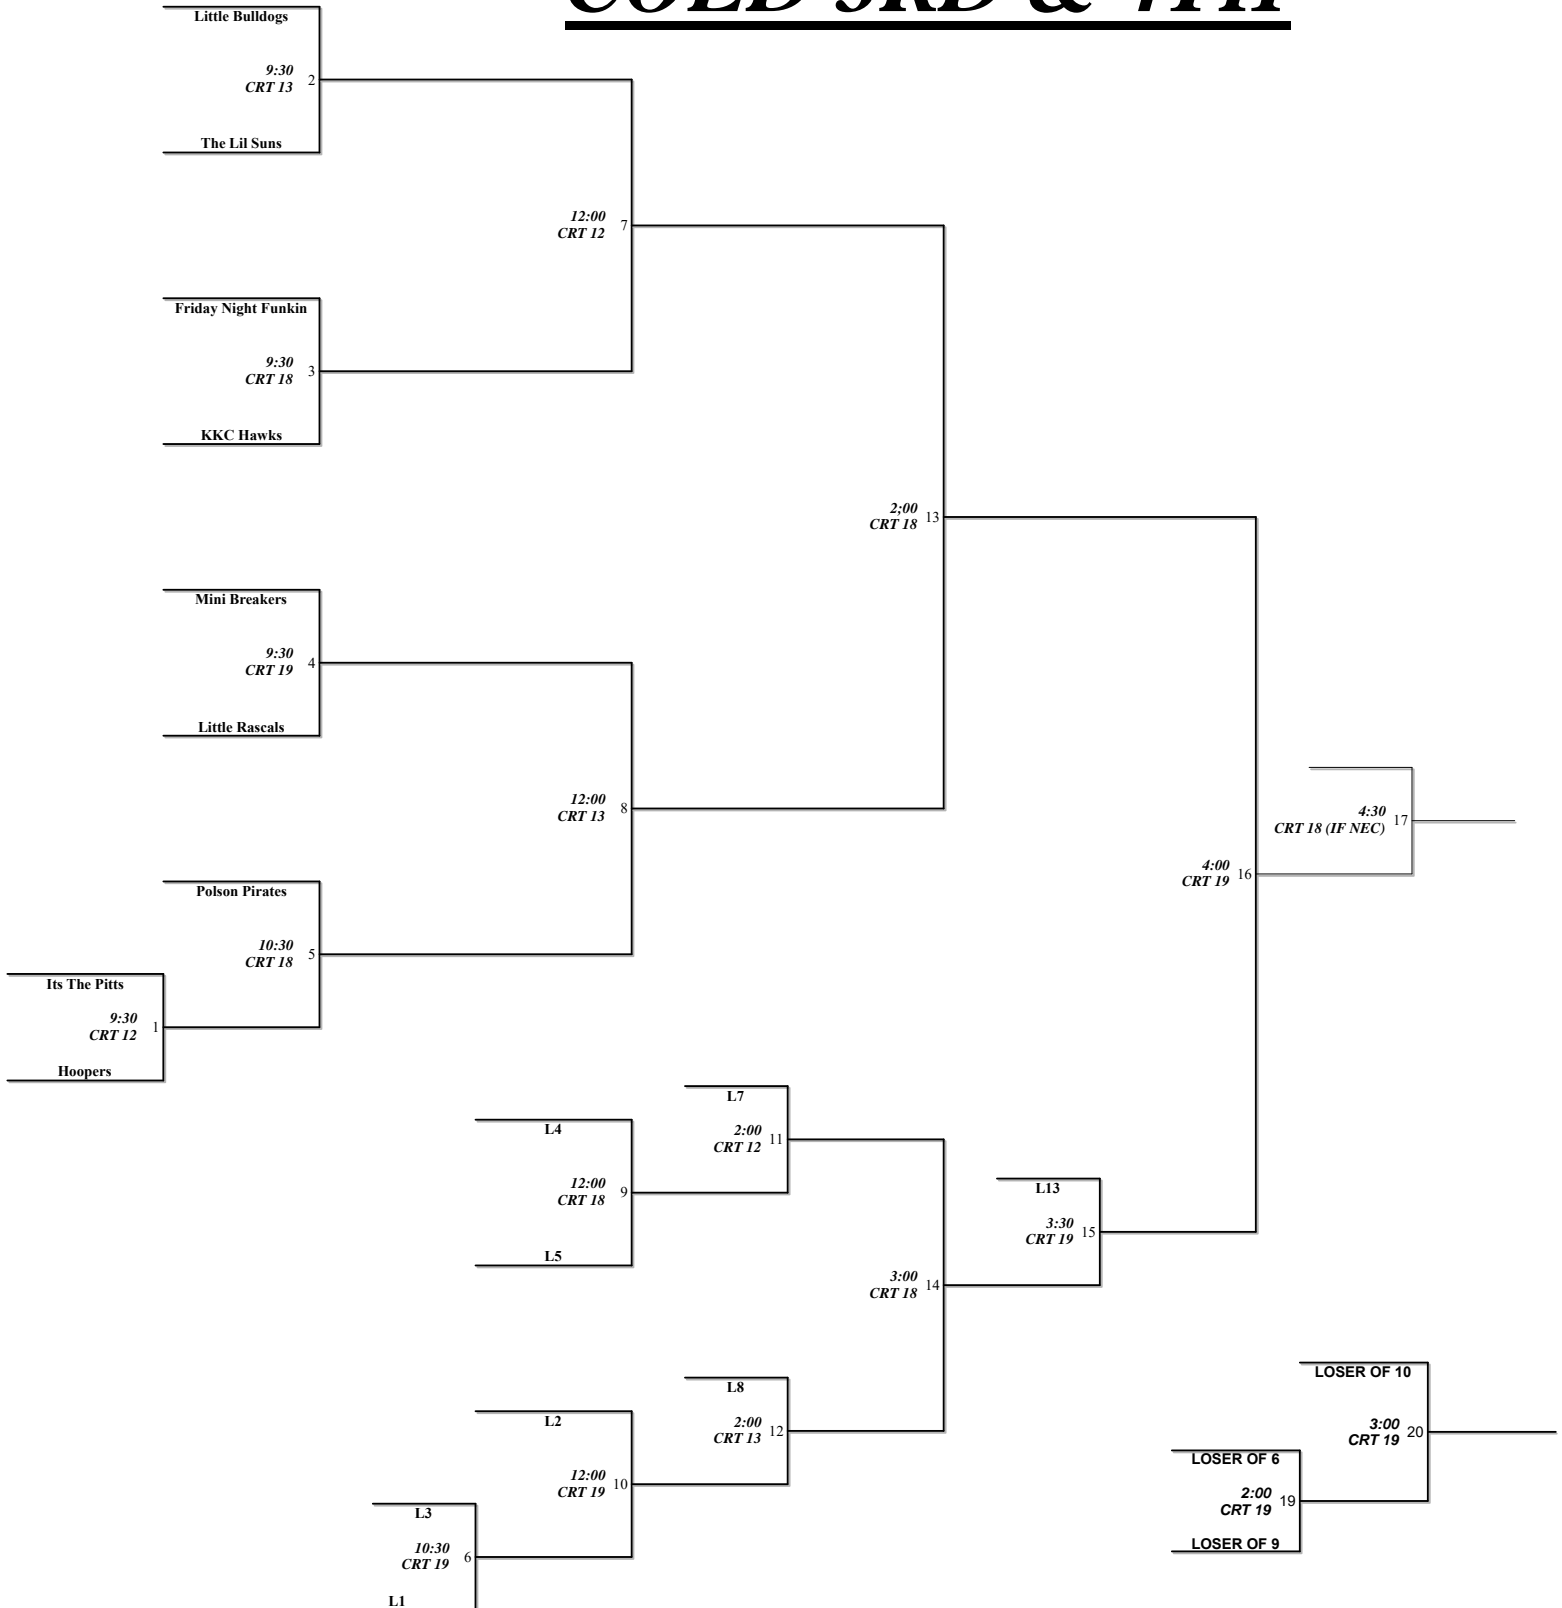 COED 3RD & 4TH
Little Bulldogs
9:30
CRT 13 2
The Lil Suns
12:00
CRT 12 7
Friday Night Funkin
9:30
CRT 18 3
KKC Hawks
2;00
CRT 18 13
Mini Breakers
9:30
CRT 19 4
Little Rascals
12:00
CRT 13 8
4:30
CRT 18 (IF NEC) 17
4:00
CRT 19 16
Polson Pirates
10:30
CRT 18 5
Its The Pitts
9:30
CRT 12 1
Hoopers
L7
2:00
CRT 12 11
L4
12:00
CRT 18 9
L5
L13
3:30
CRT 19 15
3:00
CRT 18 14
L8
2:00
CRT 13 12
L2
12:00
CRT 19 10
L3
10:30
CRT 19 6
L1
LOSER OF 10
3:00
CRT 19 20
LOSER OF 6
2:00
CRT 19 19
LOSER OF 9